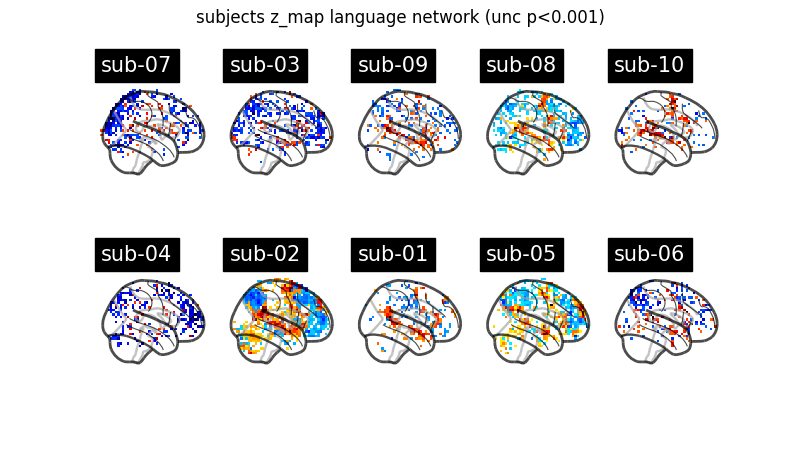 subjects z_map language network (unc p<0.001)
sub-07 sub-03 sub-09 sub-08 sub-10
sub-04 sub-02 sub-01 sub-05 sub-06